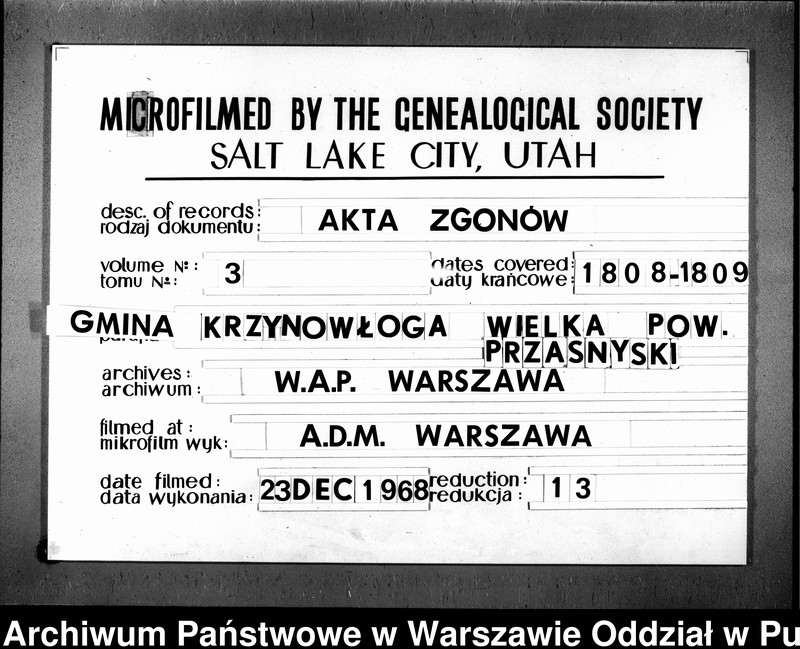 MICROFILMED BY THE GENEALOGICAL SOCIETY
SALT LAKE CITY, UTAH
desc. of records:
rodzaj dokumentu: AKTA ZGONÓW
volume Nº:
tomu Nº: 3
dates covered:
daty krańcowe: 1808-1809
GMINA KRZYNOWŁOGA WIELKA POW.
PRZASNYSKI
archives:
archiwum: W.A.P. WARSZAWA
filmed at:
mikrofilm wyk: A.D.M. WARSZAWA
date filmed:
data wykonania: 23 DEC 1968
reduction:
redukcja: 13
Archiwum Państwowe w Warszawie Oddział w Pu